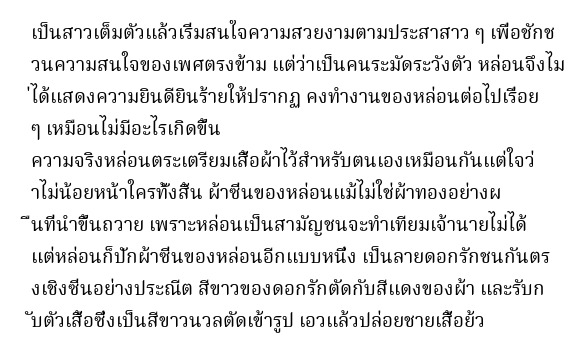 เป็นสาวเต็มตัวแล้วเริ่มสนใจความสวยงามตามประสาสาว ๆ เพื่อชักช
วนความสนใจของเพศตรงข้าม แต่ว่าเป็นคนระมัดระวังตัว หล่อนจึงไม
่ได้แสดงความยินดียินร้ายให้ปรากฏ คงทำงานของหล่อนต่อไปเรื่อย
ๆ เหมือนไม่มีอะไรเกิดขึ้น
ความจริงหล่อนตระเตรียมเสื้อผ้าไว้สำหรับตนเองเหมือนกันแต่ใจว่
าไม่น้อยหน้าใครทั้งสิ้น ผ้าซิ่นของหล่อนแม้ไม่ใช่ผ้าทองอย่างผ
ืนที่นำขึ้นถวาย เพราะหล่อนเป็นสามัญชนจะทำเทียมเจ้านายไม่ได้
แต่หล่อนก็ปักผ้าซิ่นของหล่อนอีกแบบหนึ่ง เป็นลายดอกรักชนกันตร
งเชิงซิ่นอย่างประณีต สีขาวของดอกรักตัดกับสีแดงของผ้า และรับก
ับตัวเสื้อซึ่งเป็นสีขาวนวลตัดเข้ารูป เอวแล้วปล่อยชายเสื้อย้ว